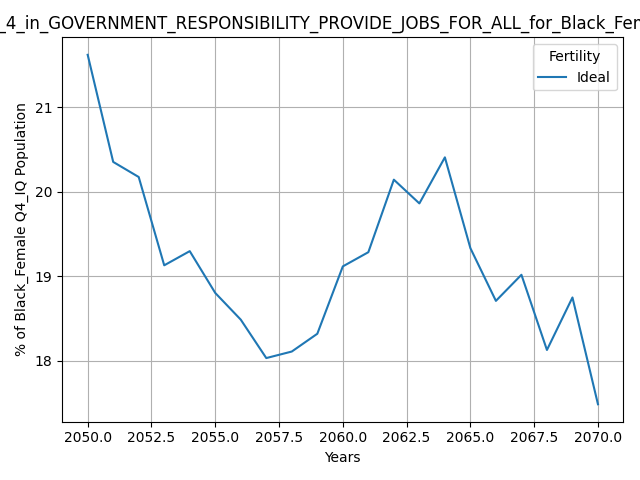 _4_in_GOVERNMENT_RESPONSIBILITY_PROVIDE_JOBS_FOR_ALL_for_Black_Fem
Fertility
Ideal
% of Black_Female Q4_IQ Population
21
20
19
18
2050.0 2052.5 2055.0 2057.5 2060.0 2062.5 2065.0 2067.5 2070.0
Years